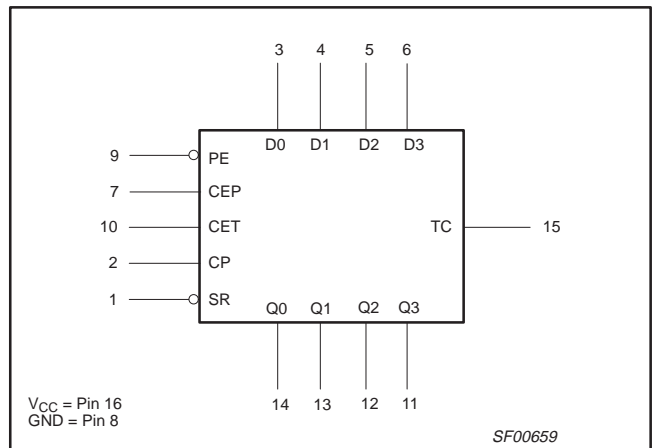 3 4 5 6
D0 D1 D2 D3
9 PE
7 CEP
10 CET TC 15
2 CP
1 SR
Q0 Q1 Q2 Q3
14 13 12 11
VCC = Pin 16
GND = Pin 8
SF00659